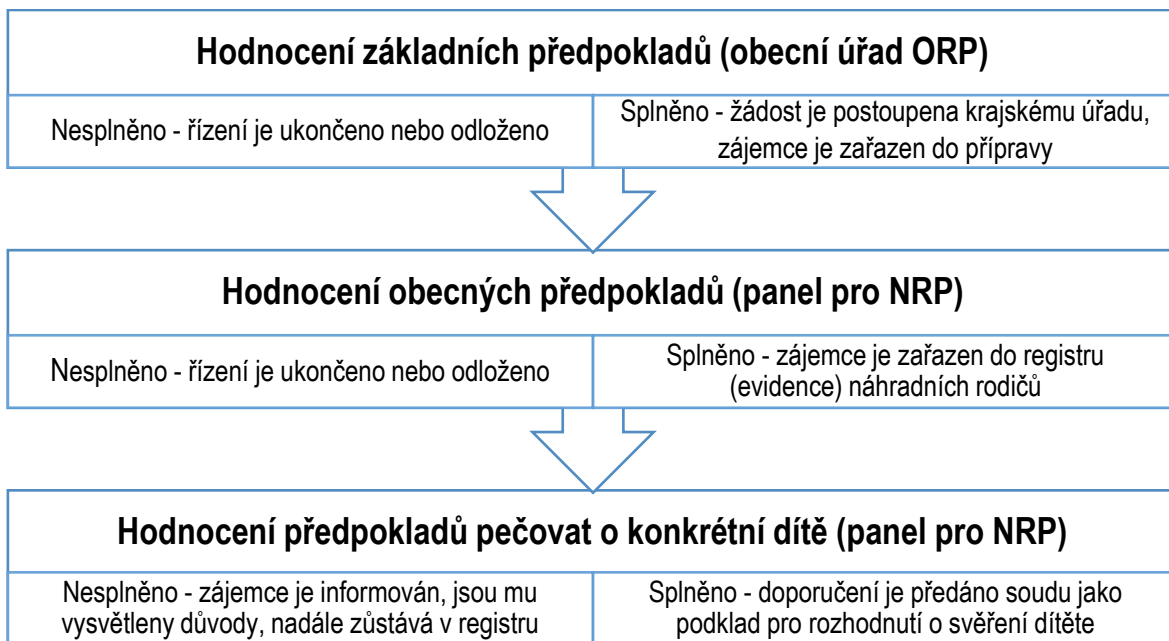 Hodnocení základních předpokladů (obecní úřad ORP)
Nesplněno - řízení je ukončeno nebo odloženo
Splněno - žádost je postoupena krajskému úřadu,
zájemce je zařazen do přípravy
Hodnocení obecných předpokladů (panel pro NRP)
Nesplněno - řízení je ukončeno nebo odloženo
Splněno - zájemce je zařazen do registru
(evidence) náhradních rodičů
Hodnocení předpokladů pečovat o konkrétní dítě (panel pro NRP)
Nesplněno - zájemce je informován, jsou mu
vysvětleny důvody, nadále zůstává v registru
Splněno - doporučení je předáno soudu jako
podklad pro rozhodnutí o svěření dítěte